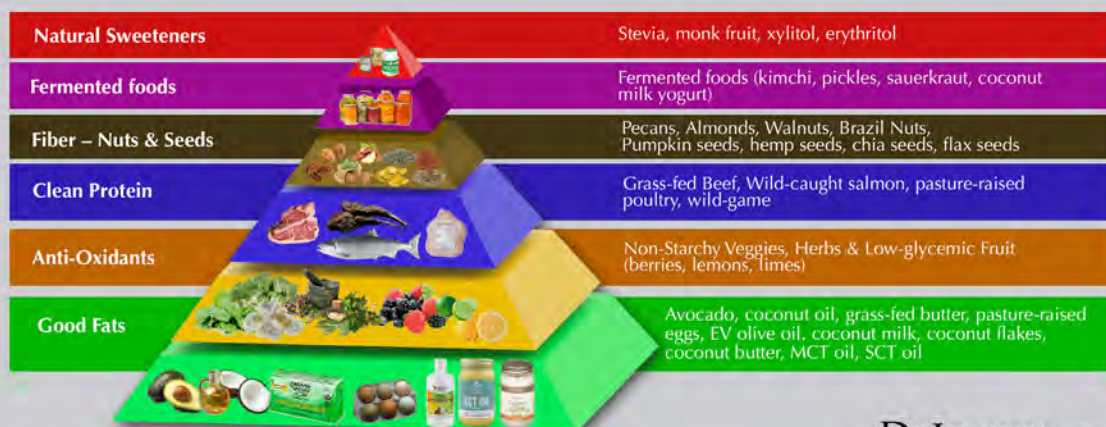 Natural Sweeteners
Stevia, monk fruit, xylitol, erythritol
Fermented foods
Fermented foods (kimchi, pickles, sauerkraut, coconut
milk yogurt)
Fiber – Nuts & Seeds
Pecans, Almonds, Walnuts, Brazil Nuts,
Pumpkin seeds, hemp seeds, chia seeds, flax seeds
Clean Protein
Grass-fed Beef, Wild-caught salmon, pasture-raised
poultry, wild-game
Anti-Oxidants
Non-Starchy Veggies, Herbs & Low-glycemic Fruit
(berries, lemons, limes)
Good Fats
Avocado, coconut oil, grass-fed butter, pasture-raised
eggs, EV olive oil. coconut milk, coconut flakes,
coconut butter, MCT oil, SCT oil